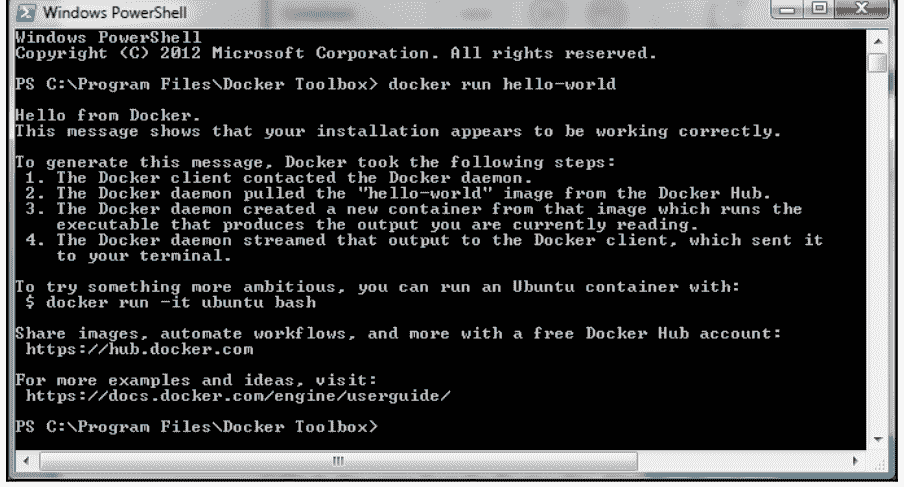 Windows PowerShell
Windows PowerShell
Copyright (C) 2012 Microsoft Corporation. All rights reserved.
PS C:\Program Files\Docker Toolbox> docker run hello-world
Hello from Docker.
This message shows that your installation appears to be working correctly.
To generate this message, Docker took the following steps:
1. The Docker client contacted the Docker daemon.
2. The Docker daemon pulled the "hello-world" image from the Docker Hub.
3. The Docker daemon created a new container from that image which runs the
executable that produces the output you are currently reading.
4. The Docker daemon streamed that output to the Docker client, which sent it
to your terminal.
To try something more ambitious, you can run an Ubuntu container with:
$ docker run -it ubuntu bash
Share images, automate workflows, and more with a free Docker Hub account:
https://hub.docker.com
For more examples and ideas, visit:
https://docs.docker.com/engine/userguide/
PS C:\Program Files\Docker Toolbox>